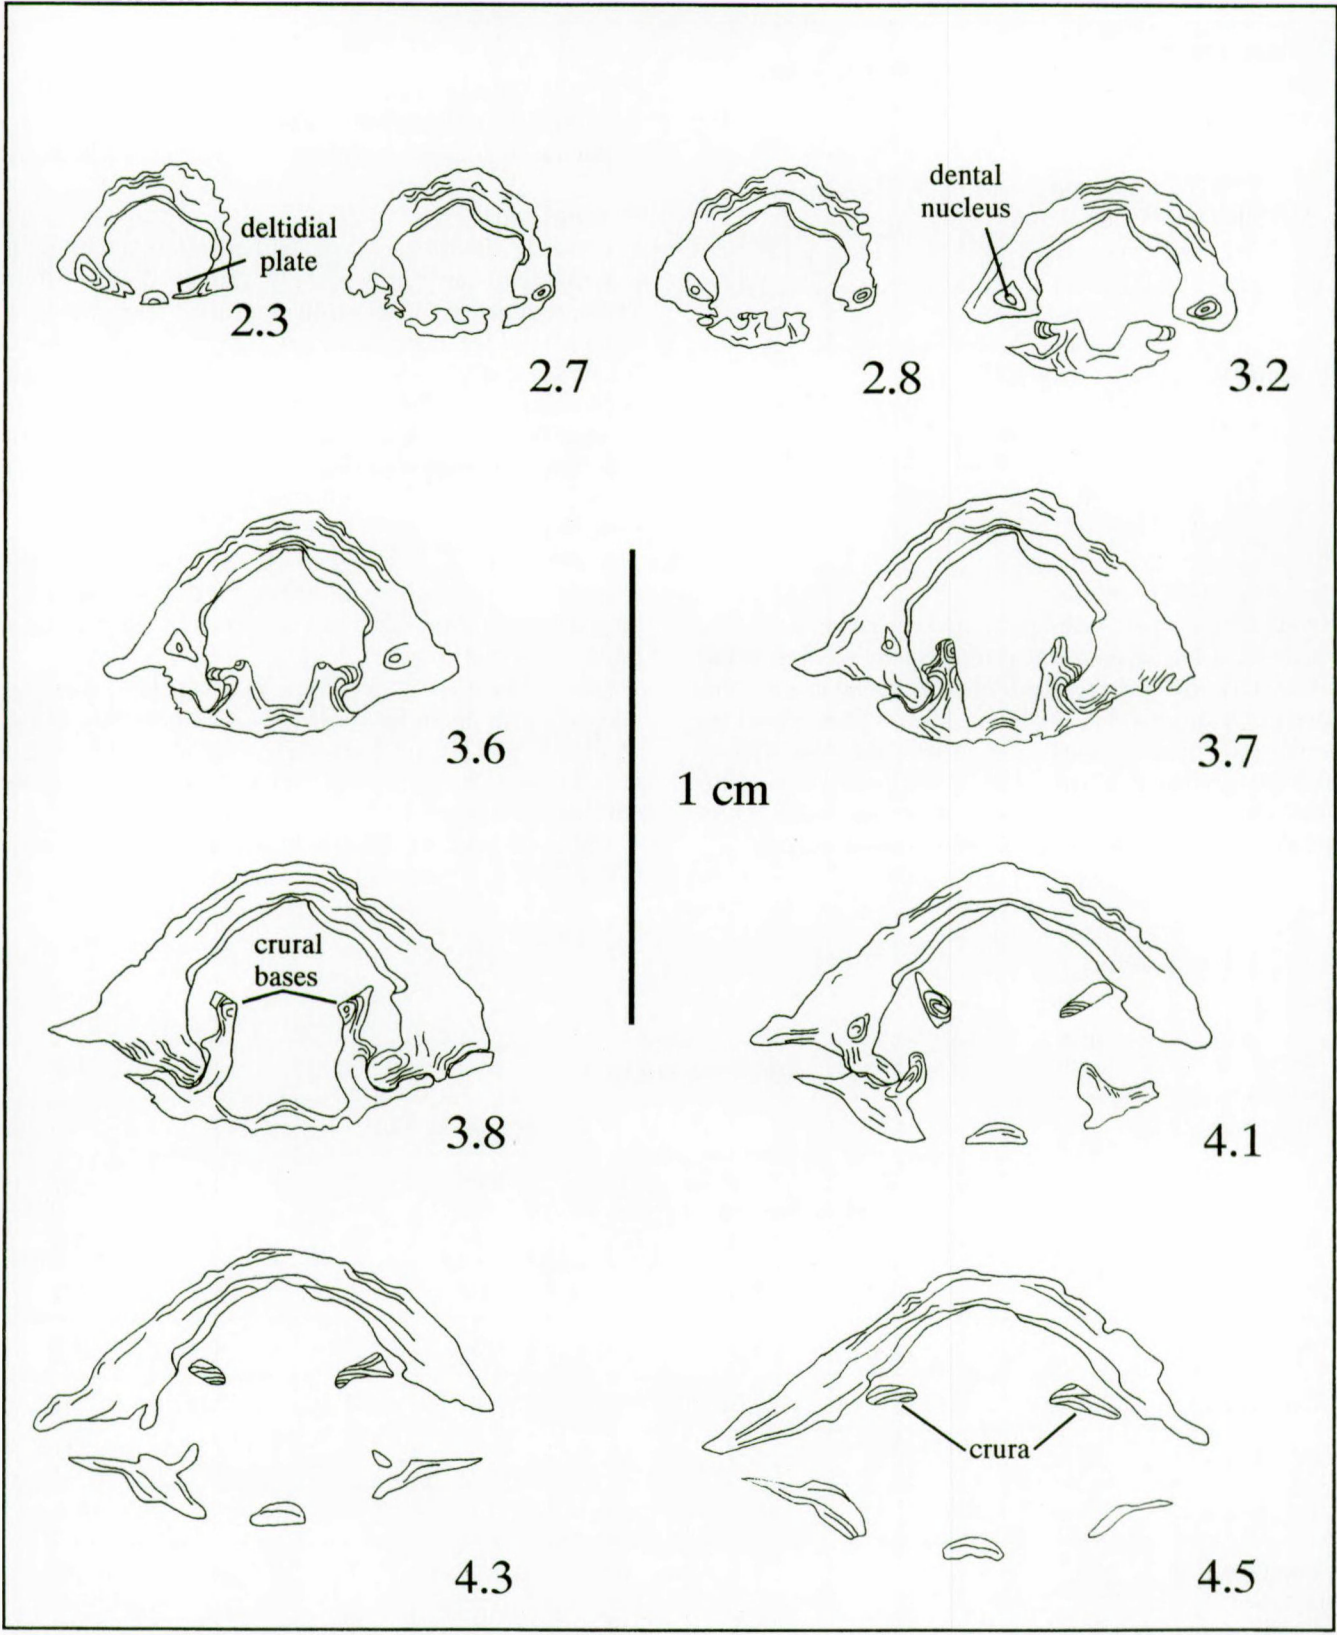 deltidial
plate
2.3
2.7
2.8
dental
nucleus
3.2
3.6
1 cm
3.7
crural
bases
3.8
4.1
4.3
crura
4.5